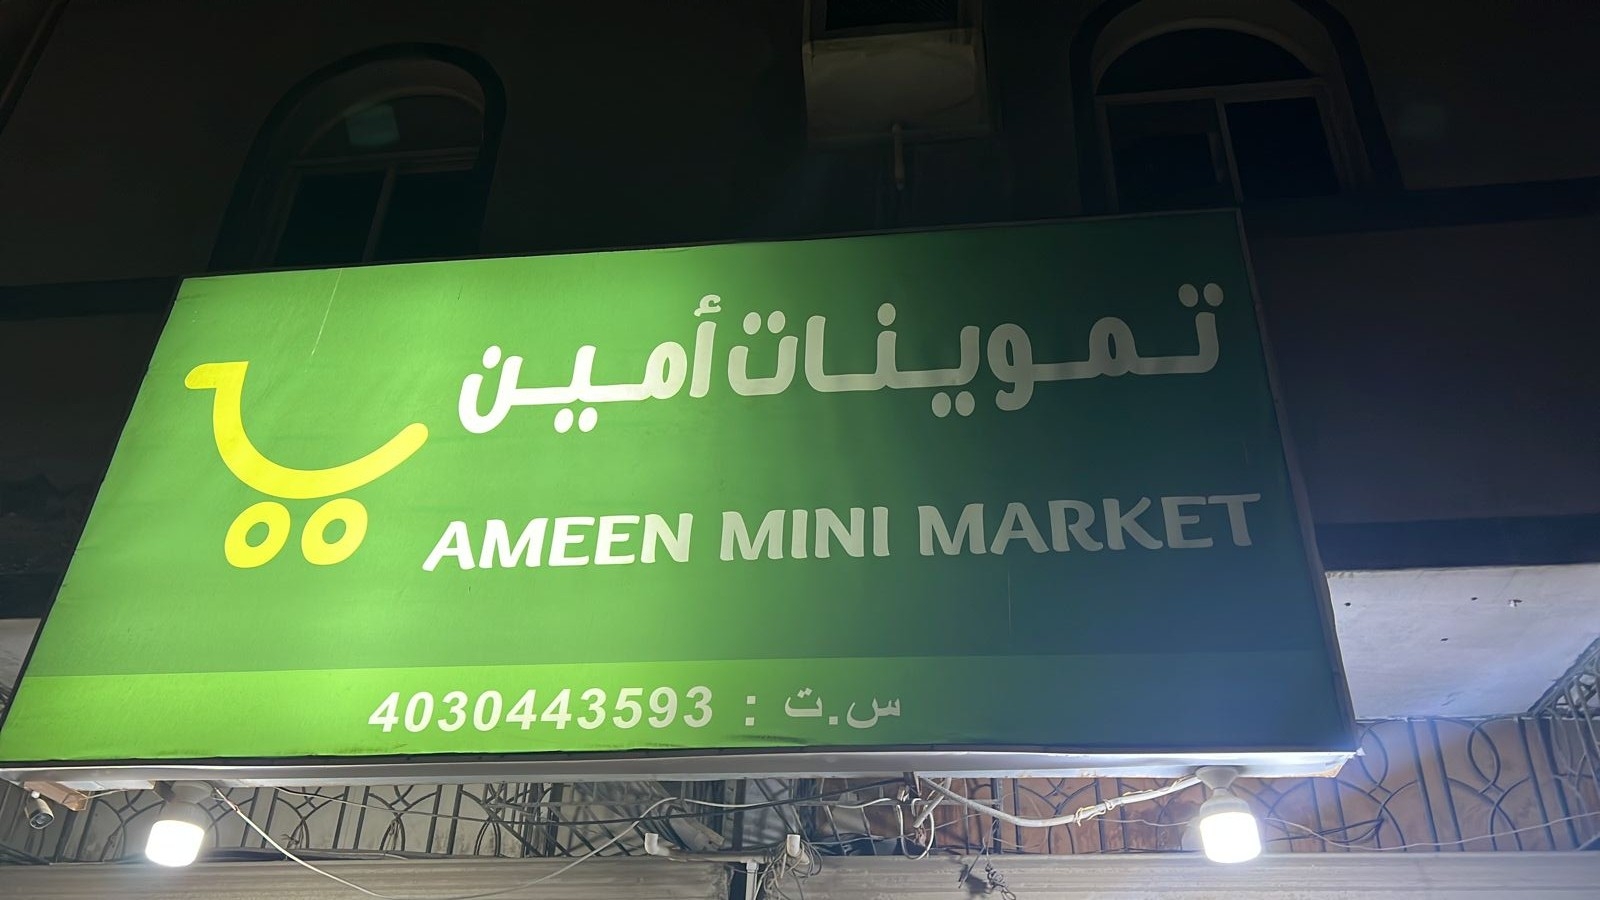 تموينات أمين
AMEEN MINI MARKET
س.ت : 4030443593